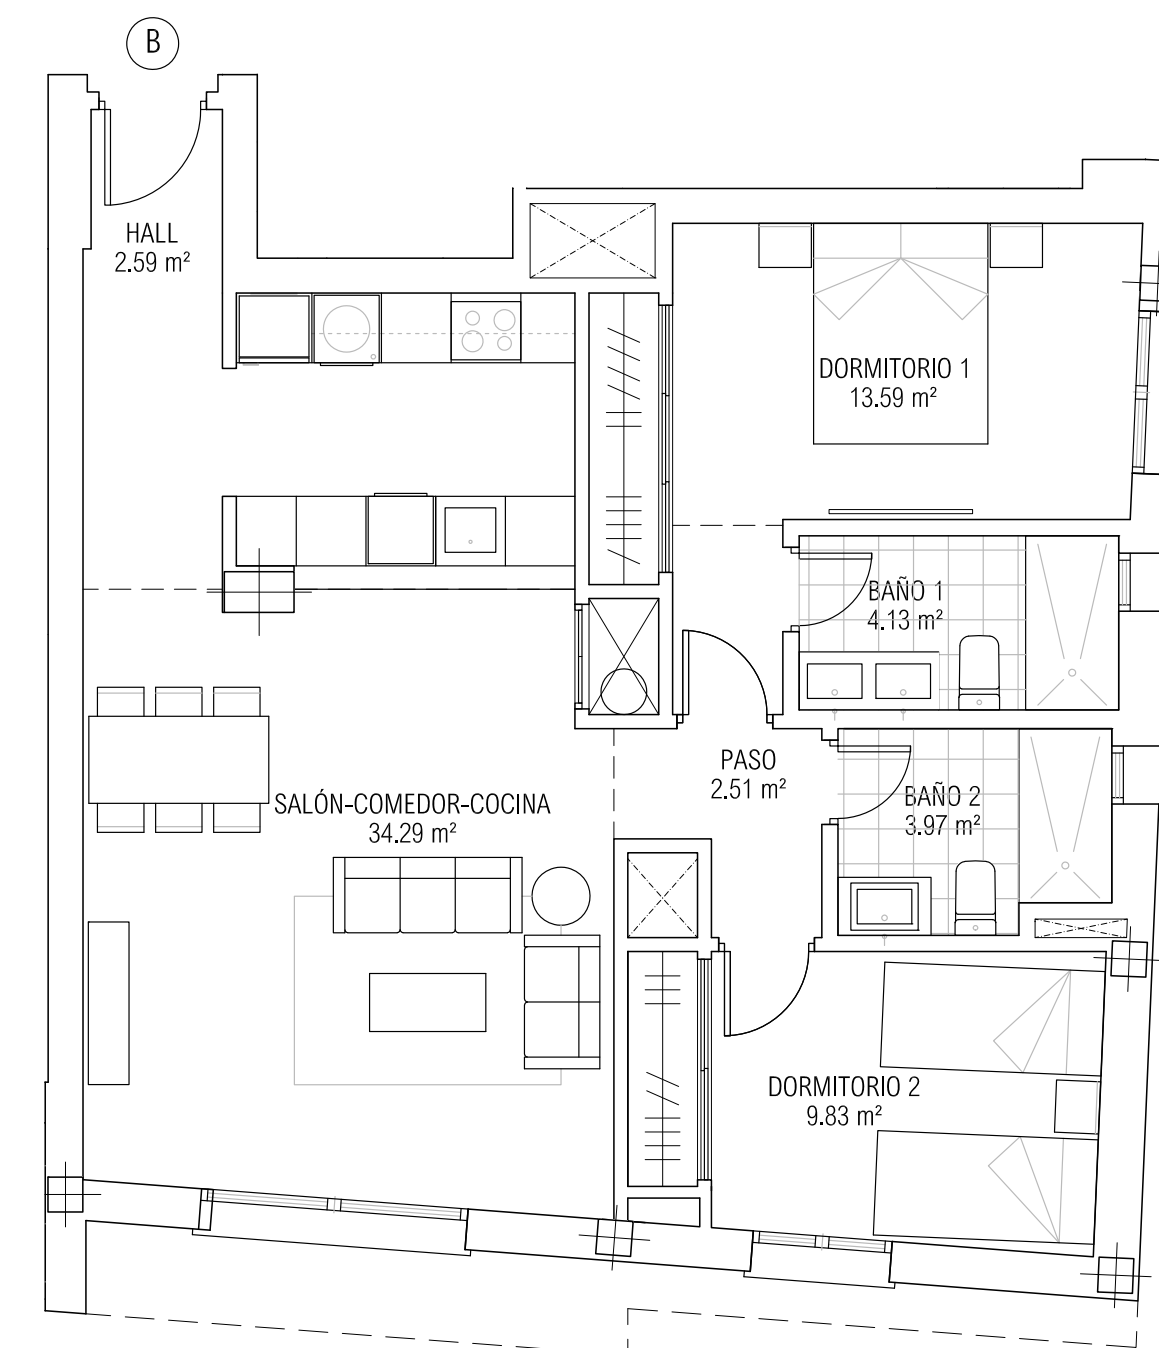 B
HALL
2.59 m²
DORMITORIO 1
13.59 m²
BAÑO 1
4.13 m²
PASO
2.51 m²
BAÑO 2
3.97 m²
SALÓN-COMEDOR-COCINA
34.29 m²
DORMITORIO 2
9.83 m²